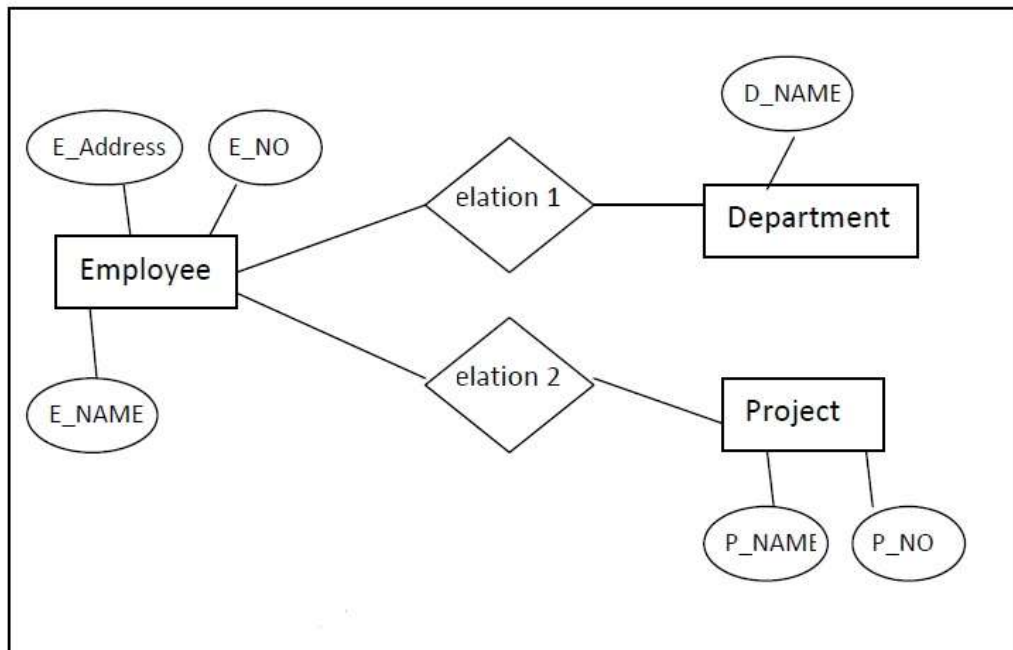 D_NAME
E_Address
E_NO
elation 1
Department
Employee
elation 2
Project
E_NAME
P_NAME
P_NO